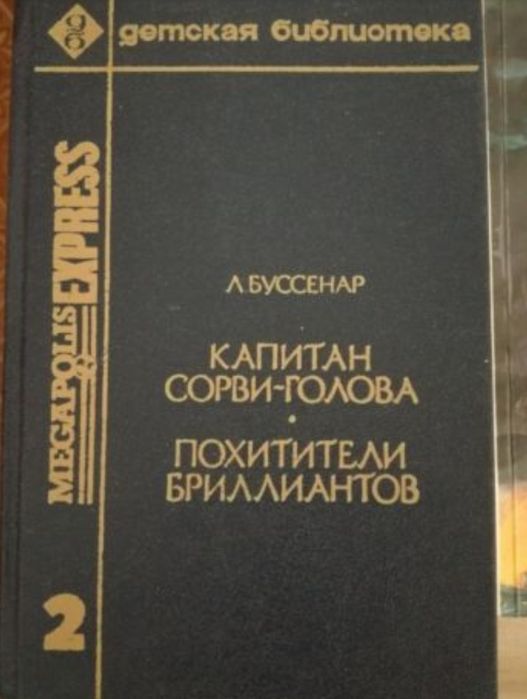 детская библиотека
MEGAPOLIS
EXPRESS
Л. БУССЕНАР
КАПИТАН
СОРВИ-ГОЛОВА
•
ПОХИТИТЕЛИ
БРИЛЛИАНТОВ
2